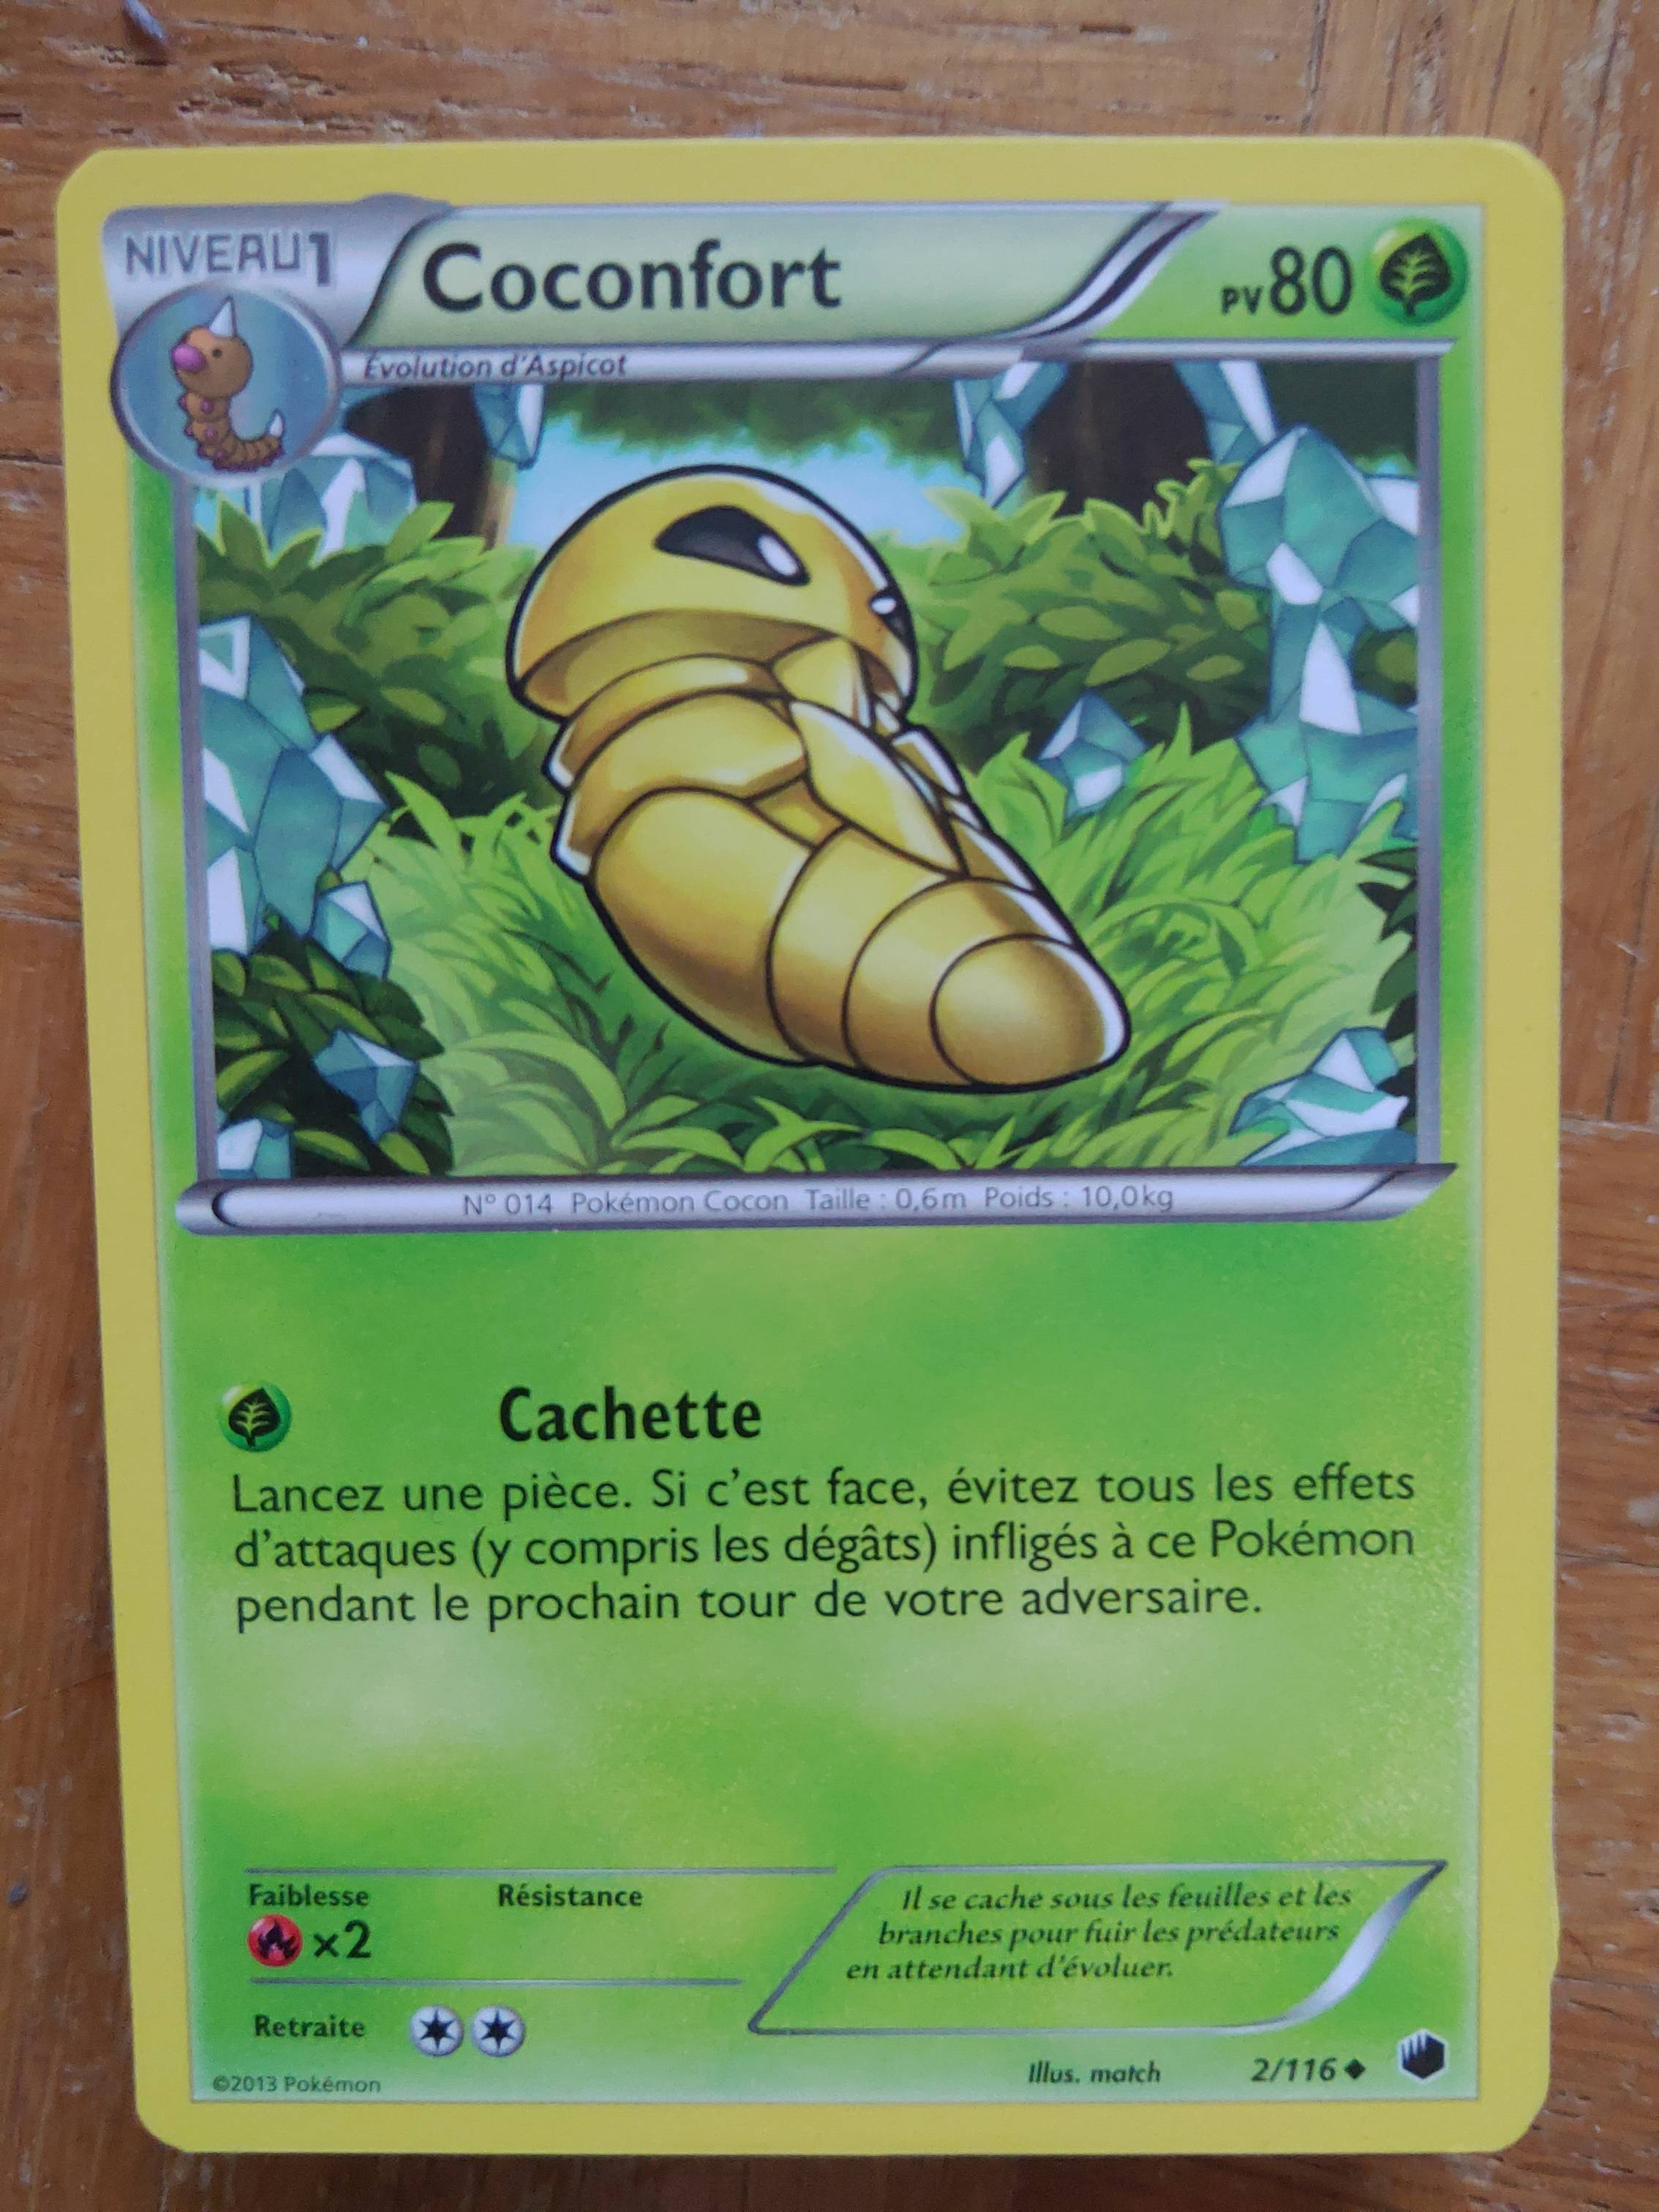 NIVEAU 1
Coconfort
PV 80
Évolution d'Aspicot
N° 014 Pokémon Cocon Taille : 0,6m Poids : 10,0kg
Cachette
Lancez une pièce. Si c'est face, évitez tous les effets
d'attaques (y compris les dégâts) infligés à ce Pokémon
pendant le prochain tour de votre adversaire.
Faiblesse
Résistance
x2
Il se cache sous les feuilles et les
branches pour fuir les prédateurs
en attendant d'évoluer.
Retraite
©2013 Pokémon
Illus. match
2/116 ◆